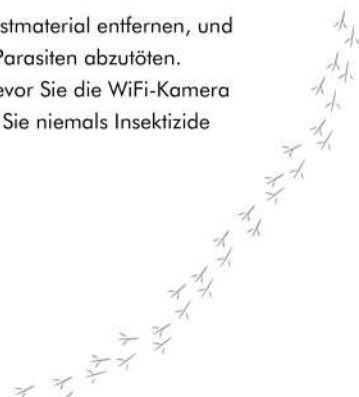 stmaterial entfernen, und
Parasiten abzutöten.
evor Sie die WiFi-Kamera
Sie niemals Insektizide